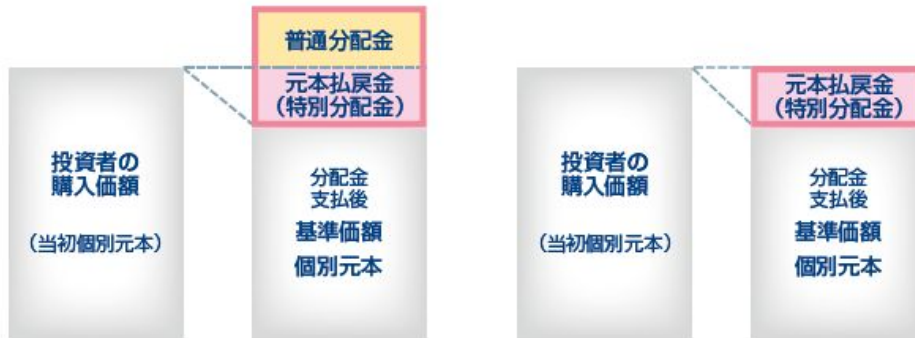 普通分配金
元本払戻金
（特別分配金）
投資者の
購入価額
（当初個別元本）
分配金
支払後
基準価額
個別元本
元本払戻金
（特別分配金）
投資者の
購入価額
（当初個別元本）
分配金
支払後
基準価額
個別元本